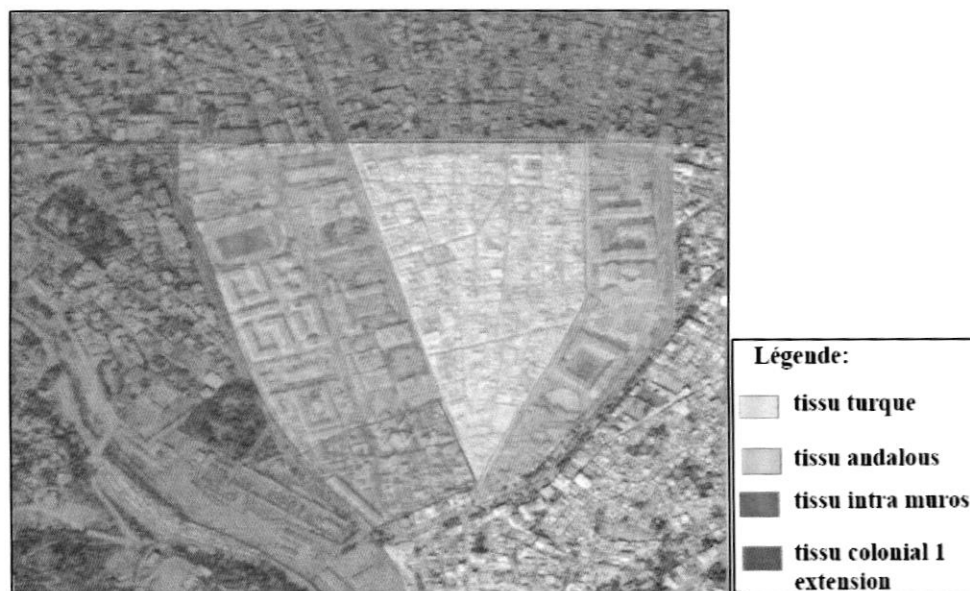 Légende:
tissu turque
tissu andalous
tissu intra muros
tissu colonial 1
extension